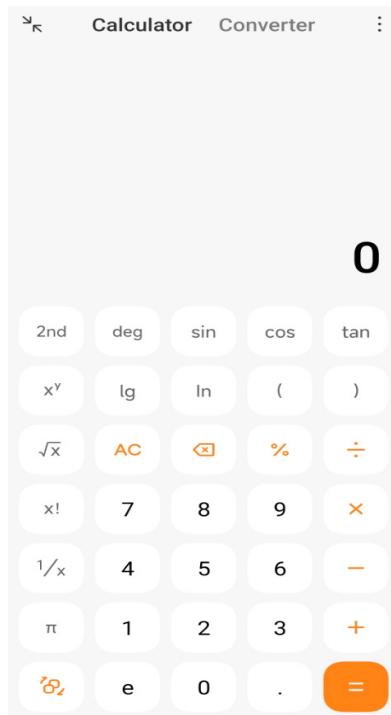 Calculator Converter
0
2nd deg sin cos tan
xʸ lg ln ( )
√x AC % ÷
x! 7 8 9 ×
1/x 4 5 6 −
π 1 2 3 +
e 0 . =